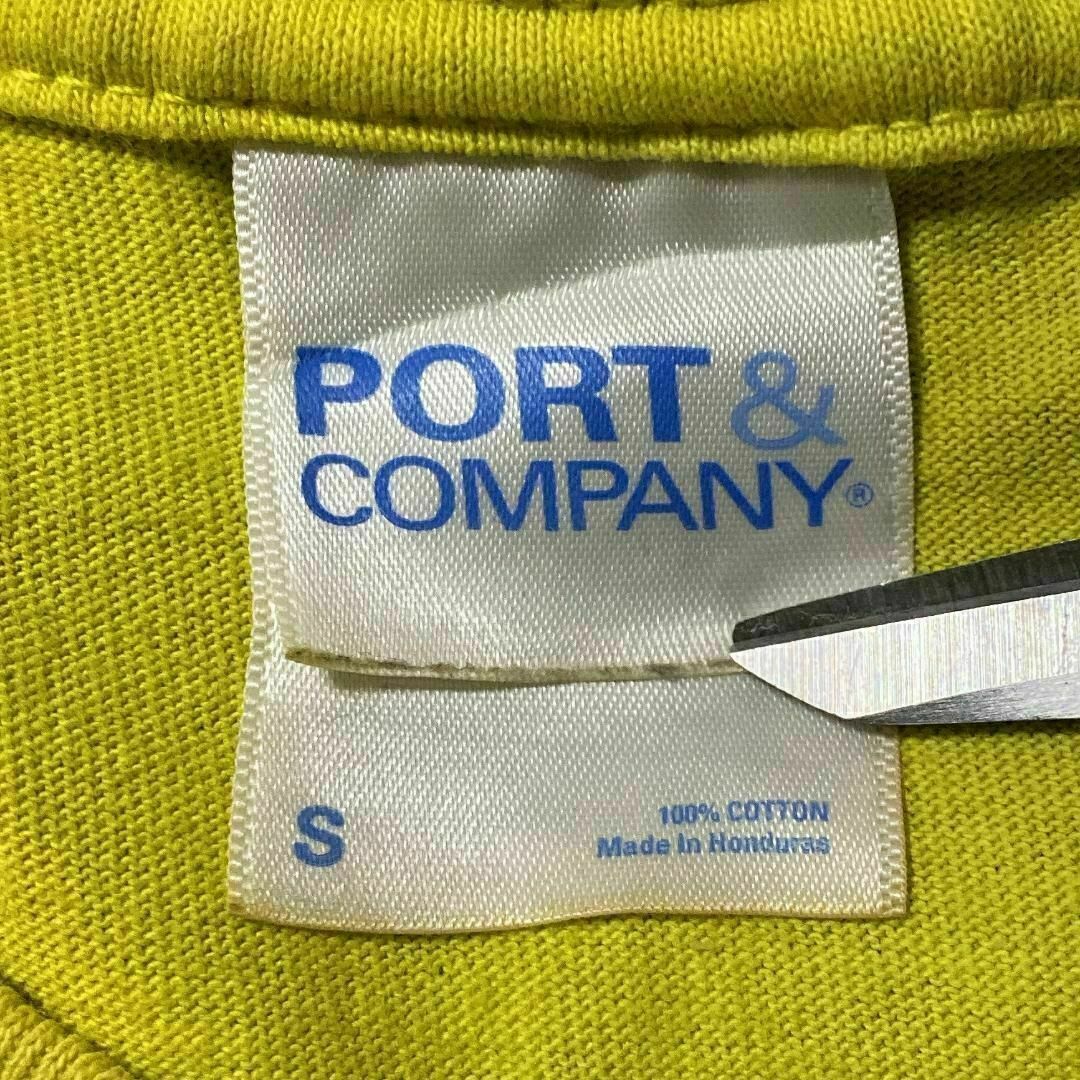 PORT &
COMPANY®
S
100% COTTON
Made In Honduras